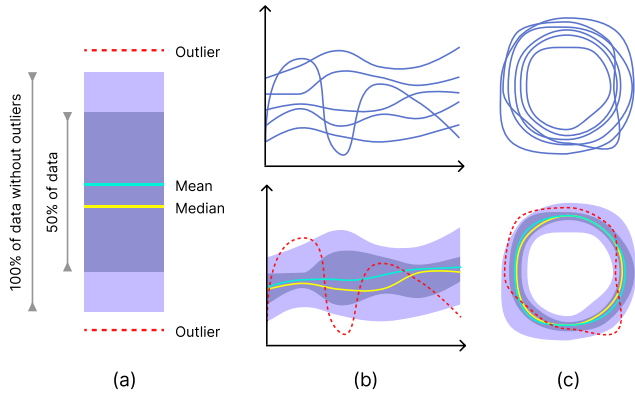 Outlier
100% of data without outliers
50% of data
Mean
Median
Outlier
(a)
(b)
(c)